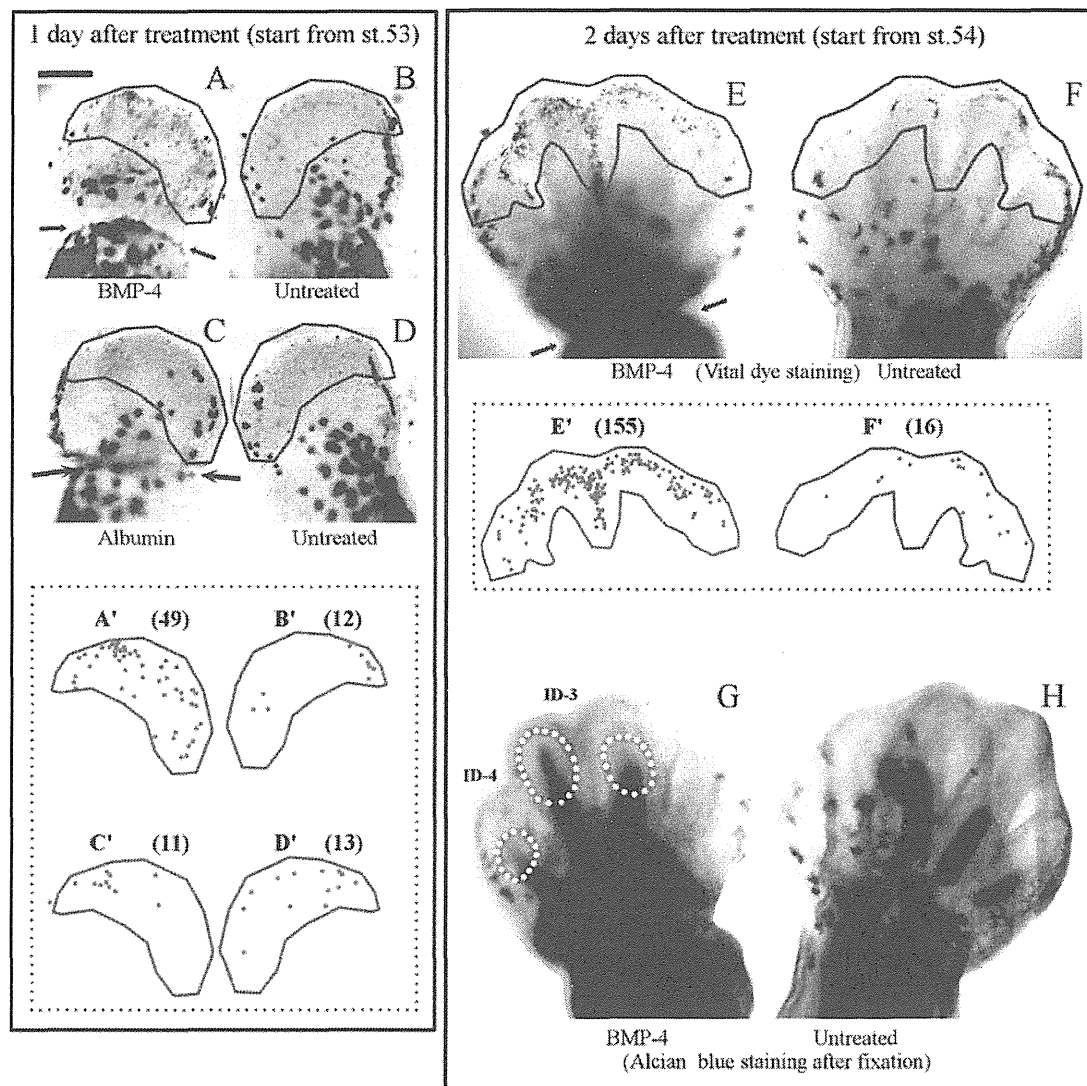 1 day after treatment (start from st.53)
A
B
BMP-4
Untreated
C
D
Albumin
Untreated
A' (49)
B' (12)
C' (11)
D' (13)
2 days after treatment (start from st.54)
E
F
BMP-4 (Vital dye staining) Untreated
E' (155)
F' (16)
ID-3
G
H
ID-4
BMP-4
Untreated
(Alcian blue staining after fixation)